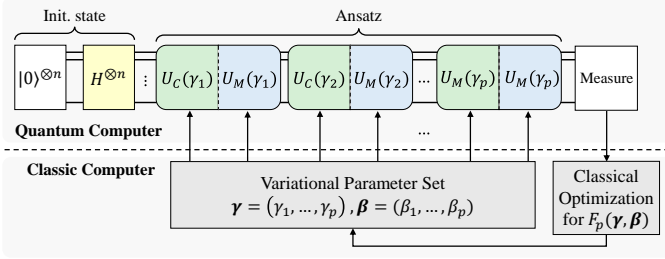 Init. state
Ansatz
|0⟩^{⊗n} H^{⊗n} ⋮ U_C(γ_1) U_M(γ_1) U_C(γ_2) U_M(γ_2) ... U_M(γ_p) U_M(γ_p) Measure
Quantum Computer
...
Classic Computer
Variational Parameter Set
γ = (γ_1, …, γ_p), β = (β_1, …, β_p)
Classical
Optimization
for F_p(γ, β)